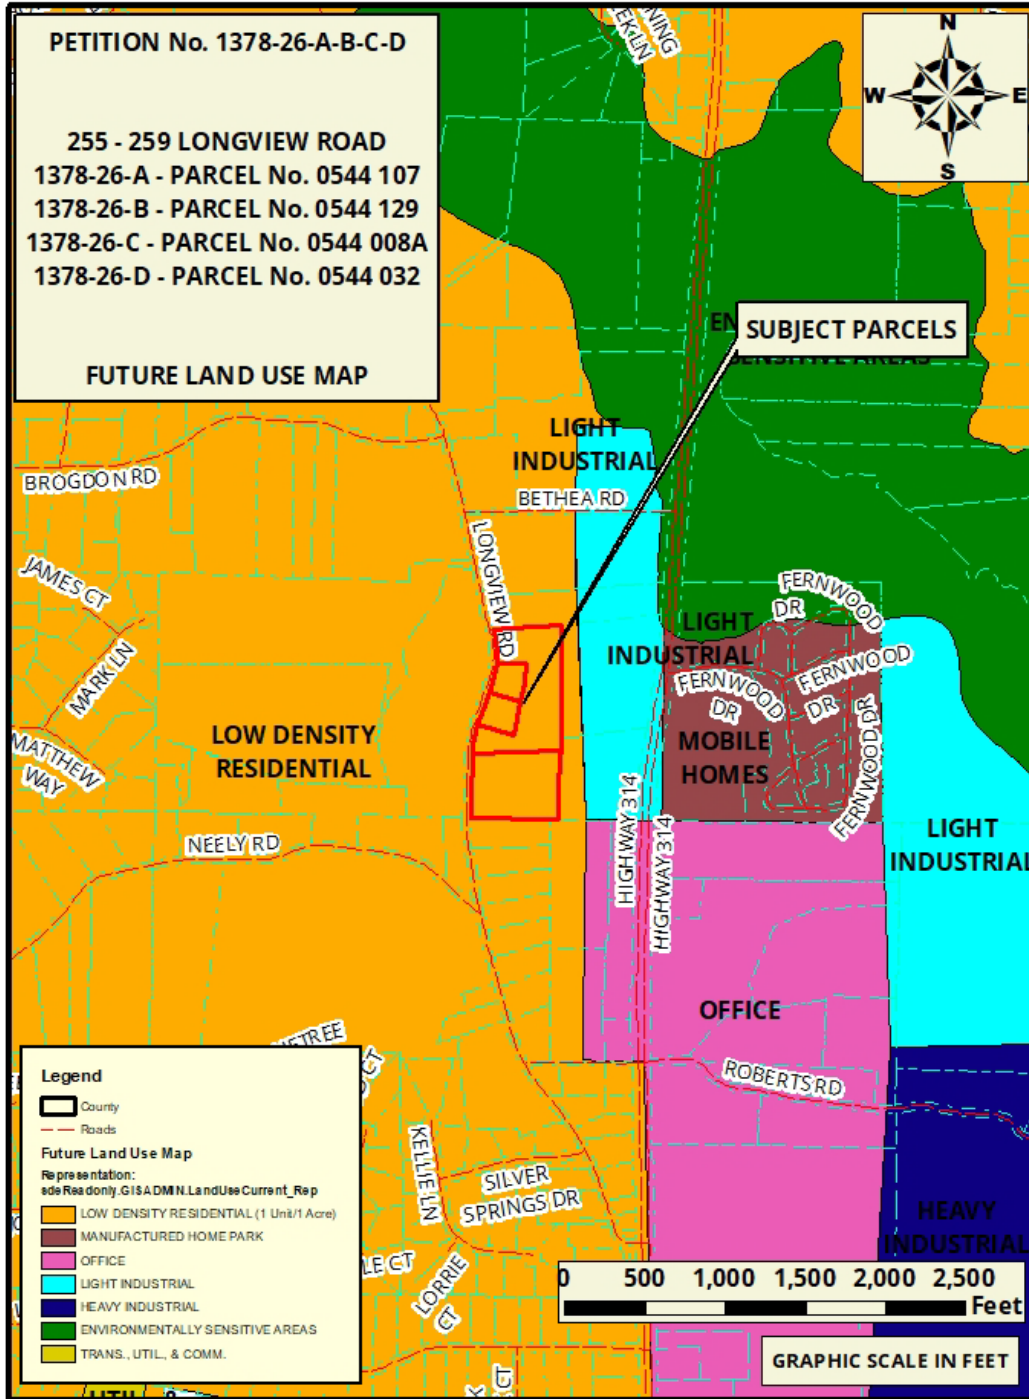 PETITION No. 1378-26-A-B-C-D
255 - 259 LONGVIEW ROAD
1378-26-A - PARCEL No. 0544 107
1378-26-B - PARCEL No. 0544 129
1378-26-C - PARCEL No. 0544 008A
1378-26-D - PARCEL No. 0544 032
FUTURE LAND USE MAP
N
W
E
S
SUBJECT PARCELS
SENSITIVE AREAS
LIGHT
INDUSTRIAL
BROGDON RD
BETHEA RD
LONGVIEW RD
JAMES CT
MARK LN
MATTHEW
WAY
FERNWOOD
DR
LIGHT
INDUSTRIAL
FERNWOOD
DR
FERNWOOD
DR
FERNWOOD DR
MOBILE
HOMES
LOW DENSITY
RESIDENTIAL
HIGHWAY 314
HIGHWAY 314
NEELY RD
LIGHT
INDUSTRIAL
OFFICE
ROBERTS RD
KELLIE LN
SILVER
SPRINGS DR
LORRIE
CT
CT
CT
HEAVY
INDUSTRIAL
Legend
County
Roads
Future Land Use Map
Representation:
sdeReadonly.GISADMIN.LandUseCurrent_Rep
LOW DENSITY RESIDENTIAL (1 Unit/1 Acre)
MANUFACTURED HOME PARK
OFFICE
LIGHT INDUSTRIAL
HEAVY INDUSTRIAL
ENVIRONMENTALLY SENSITIVE AREAS
TRANS., UTIL., & COMM.
0 500 1,000 1,500 2,000 2,500
Feet
GRAPHIC SCALE IN FEET